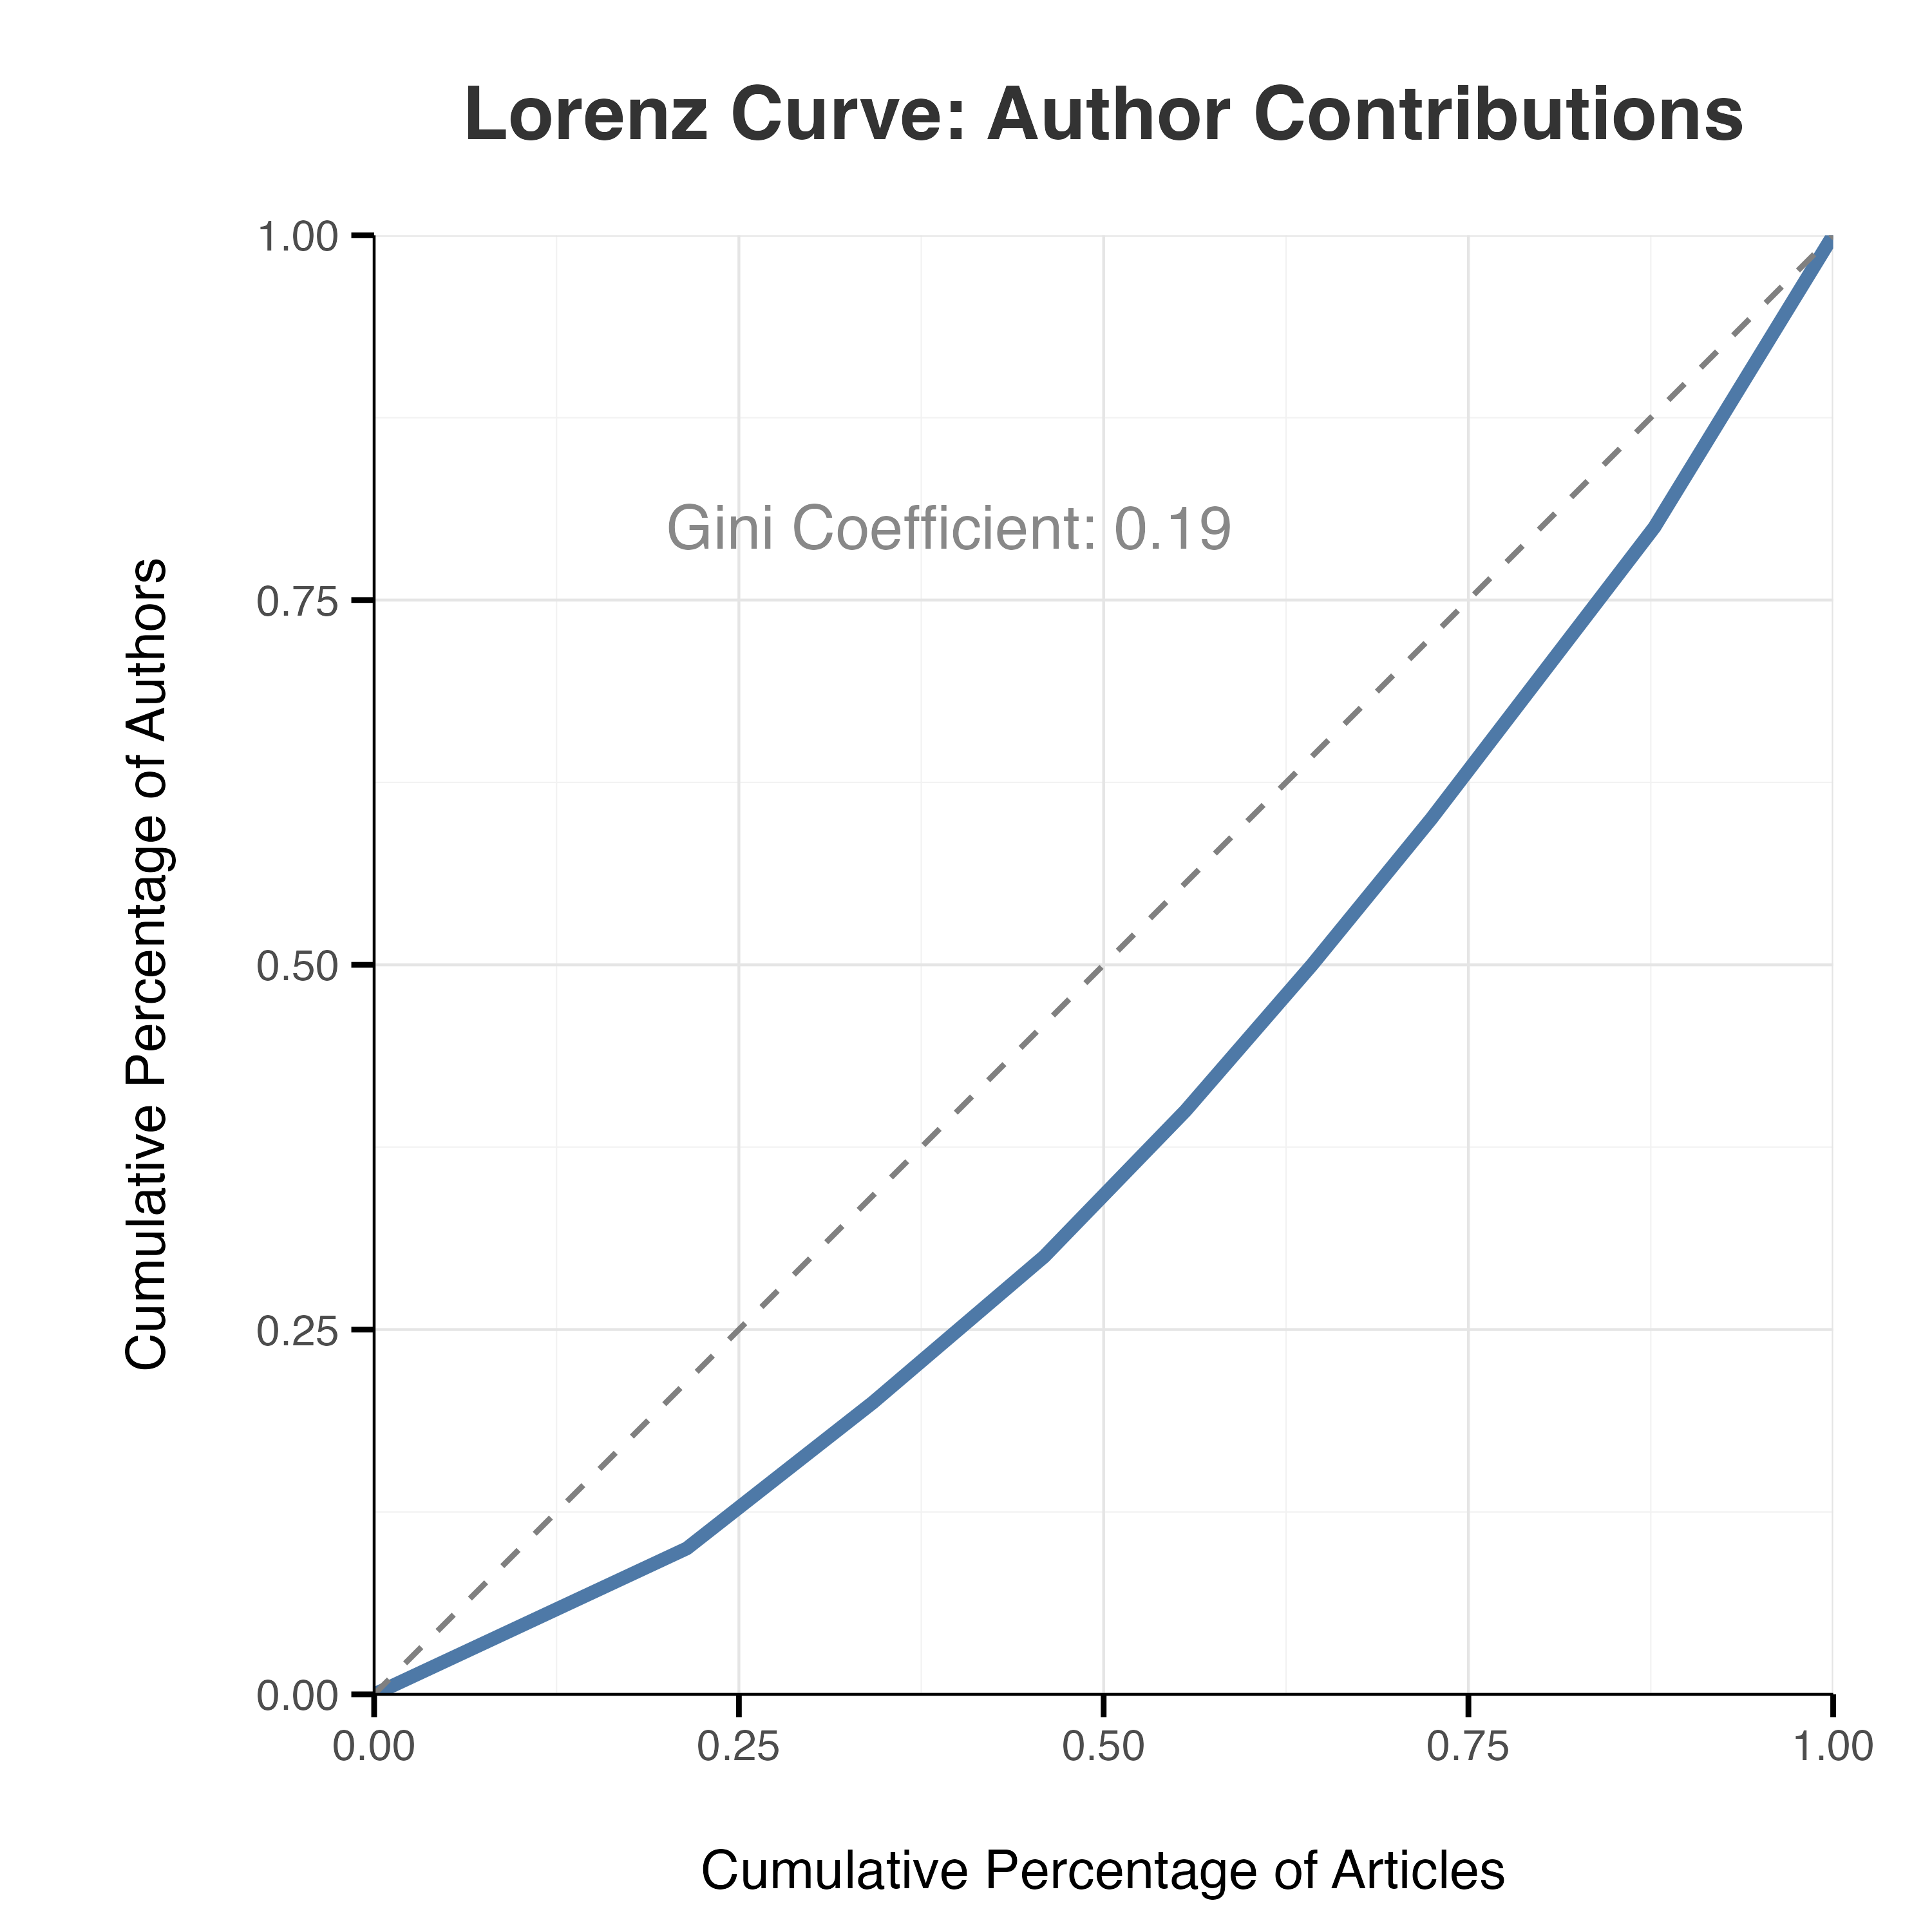 Lorenz Curve: Author Contributions
1.00
Gini Coefficient: 0.19
0.75
0.50
0.25
0.00
Cumulative Percentage of Authors
0.00 0.25 0.50 0.75 1.00
Cumulative Percentage of Articles